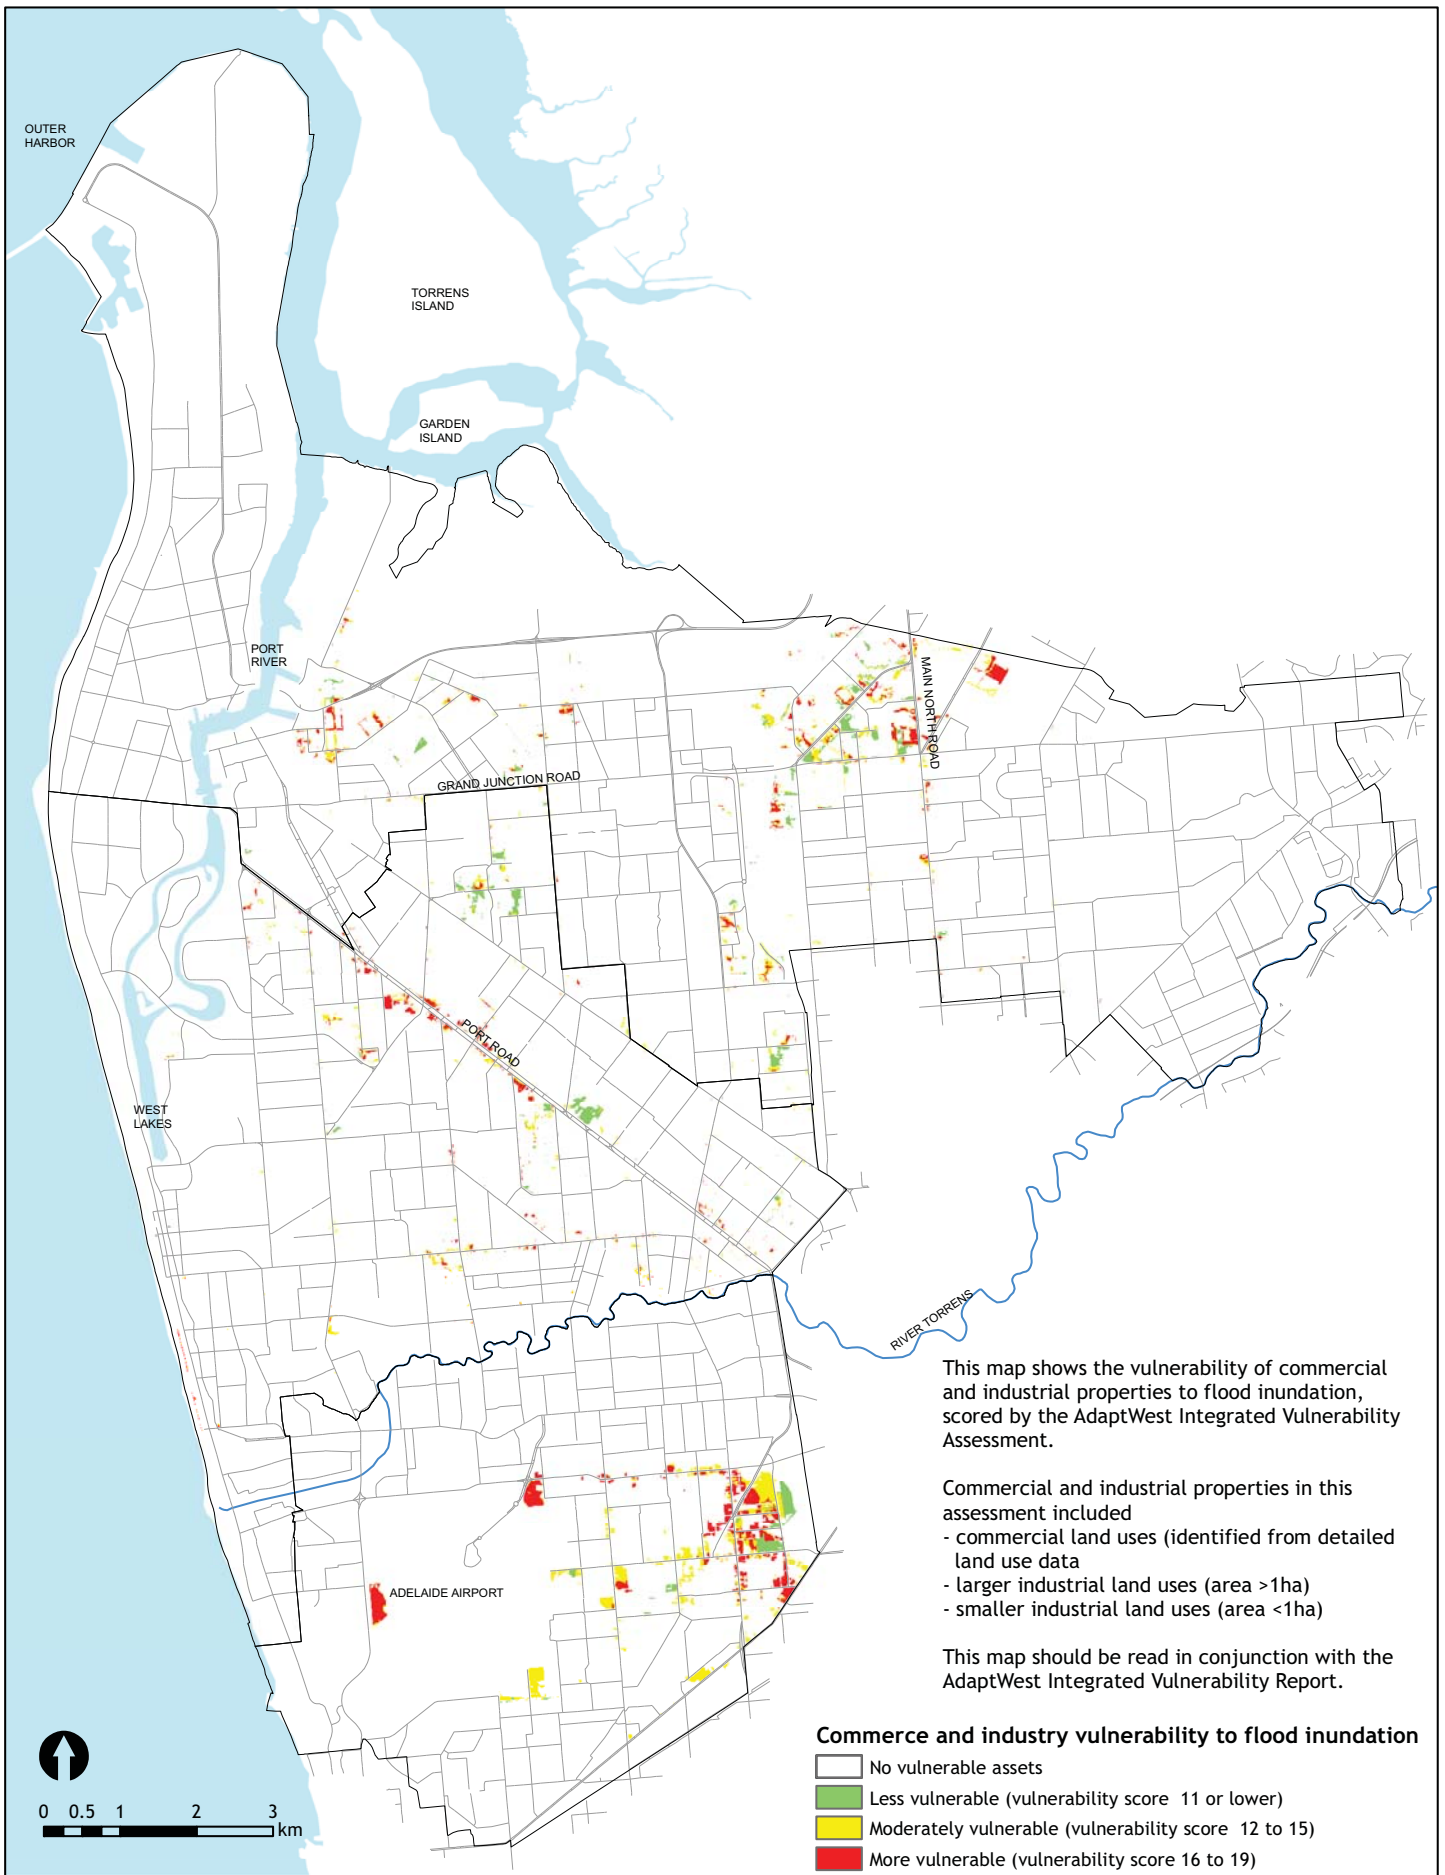 OUTER
HARBOR
TORRENS
ISLAND
GARDEN
ISLAND
PORT
RIVER
MAIN NORTH ROAD
GRAND JUNCTION ROAD
PORT ROAD
WEST
LAKES
RIVER TORRENS
ADELAIDE AIRPORT
This map shows the vulnerability of commercial
and industrial properties to flood inundation,
scored by the AdaptWest Integrated Vulnerability
Assessment.
Commercial and industrial properties in this
assessment included
- commercial land uses (identified from detailed
land use data
- larger industrial land uses (area >1ha)
- smaller industrial land uses (area <1ha)
This map should be read in conjunction with the
AdaptWest Integrated Vulnerability Report.
Commerce and industry vulnerability to flood inundation
No vulnerable assets
Less vulnerable (vulnerability score 11 or lower)
Moderately vulnerable (vulnerability score 12 to 15)
More vulnerable (vulnerability score 16 to 19)
0 0.5 1 2 3
km